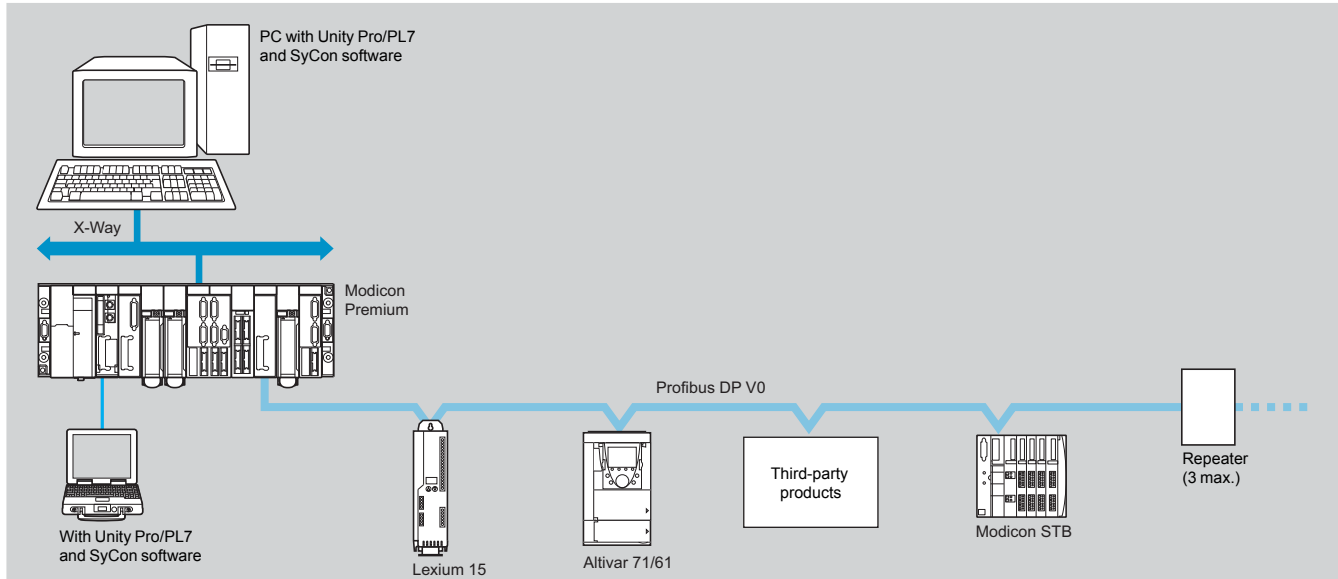 PC with Unity Pro/PL7
and SyCon software
X-Way
Modicon
Premium
Profibus DP V0
Third-party
products
Repeater
(3 max.)
Modicon STB
With Unity Pro/PL7
and SyCon software
Lexium 15
Altivar 71/61